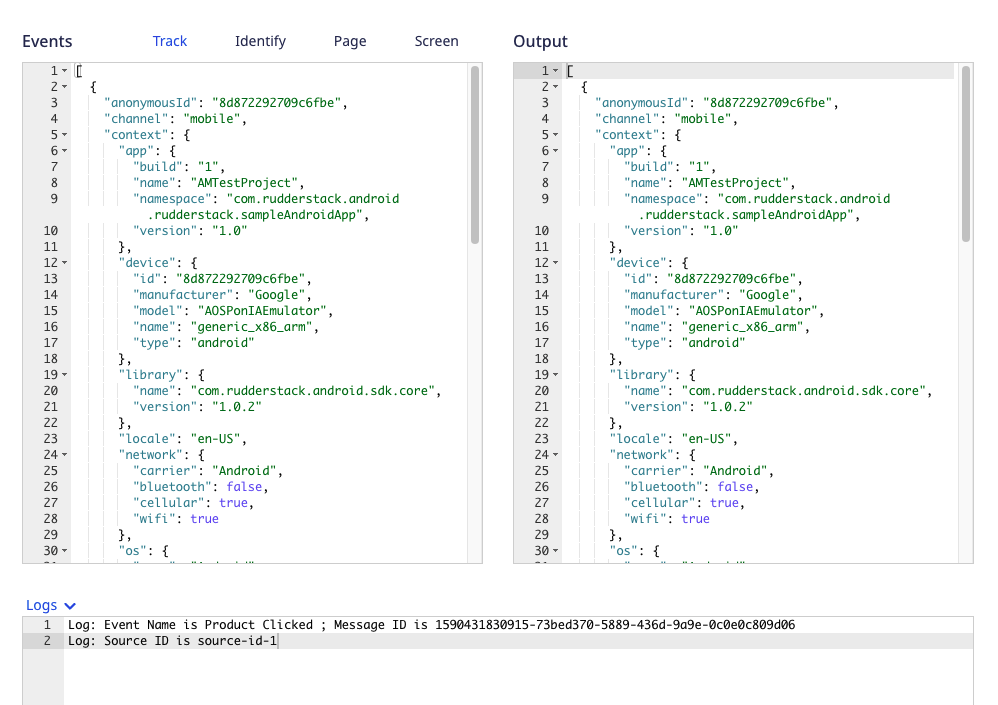 Events Track Identify Page Screen
1 [
2 {
3 "anonymousId": "8d872292709c6fbe",
4 "channel": "mobile",
5 "context": {
6 "app": {
7 "build": "1",
8 "name": "AMTestProject",
9 "namespace": "com.rudderstack.android
.rudderstack.sampleAndroidApp",
10 "version": "1.0"
11 },
12 "device": {
13 "id": "8d872292709c6fbe",
14 "manufacturer": "Google",
15 "model": "AOSPonIAEmulator",
16 "name": "generic_x86_arm",
17 "type": "android"
18 },
19 "library": {
20 "name": "com.rudderstack.android.sdk.core",
21 "version": "1.0.2"
22 },
23 "locale": "en-US",
24 "network": {
25 "carrier": "Android",
26 "bluetooth": false,
27 "cellular": true,
28 "wifi": true
29 },
30 "os": {
Output
1 [
2 {
3 "anonymousId": "8d872292709c6fbe",
4 "channel": "mobile",
5 "context": {
6 "app": {
7 "build": "1",
8 "name": "AMTestProject",
9 "namespace": "com.rudderstack.android
.rudderstack.sampleAndroidApp",
10 "version": "1.0"
11 },
12 "device": {
13 "id": "8d872292709c6fbe",
14 "manufacturer": "Google",
15 "model": "AOSPonIAEmulator",
16 "name": "generic_x86_arm",
17 "type": "android"
18 },
19 "library": {
20 "name": "com.rudderstack.android.sdk.core",
21 "version": "1.0.2"
22 },
23 "locale": "en-US",
24 "network": {
25 "carrier": "Android",
26 "bluetooth": false,
27 "cellular": true,
28 "wifi": true
29 },
30 "os": {
Logs
1 Log: Event Name is Product Clicked ; Message ID is 1590431830915-73bed370-5889-436d-9a9e-0c0e0c809d06
2 Log: Source ID is source-id-1